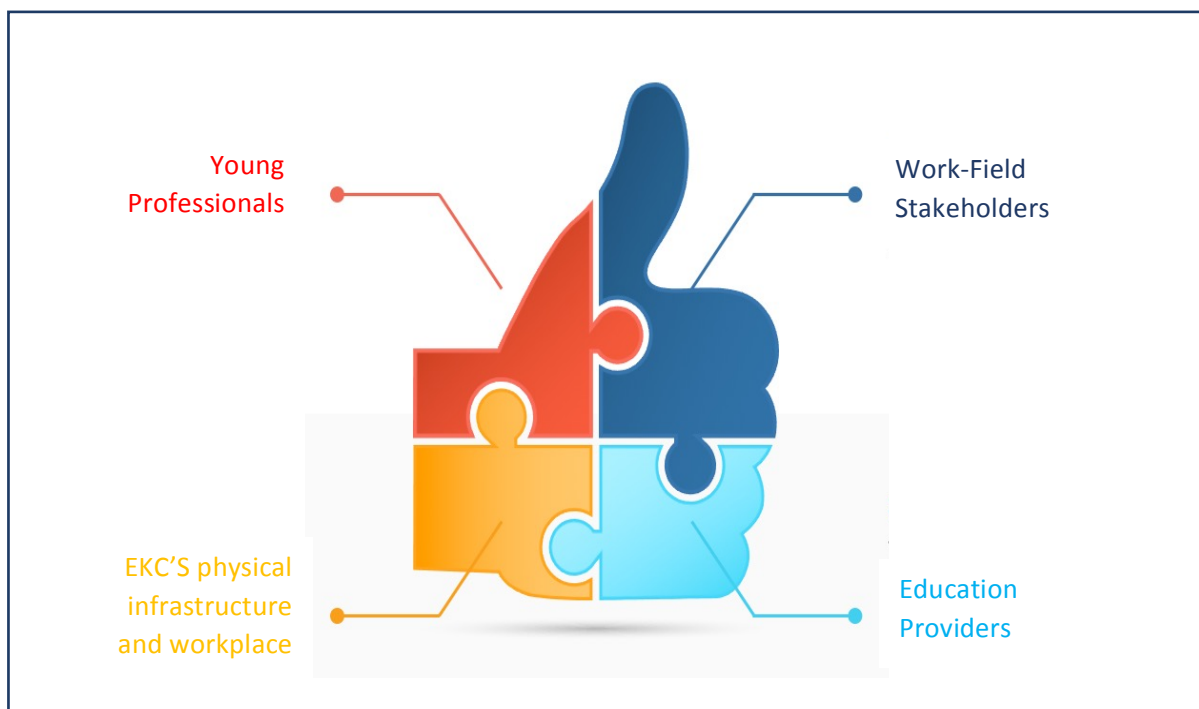 Young
Professionals
Work-Field
Stakeholders
EKC’S physical
infrastructure
and workplace
Education
Providers